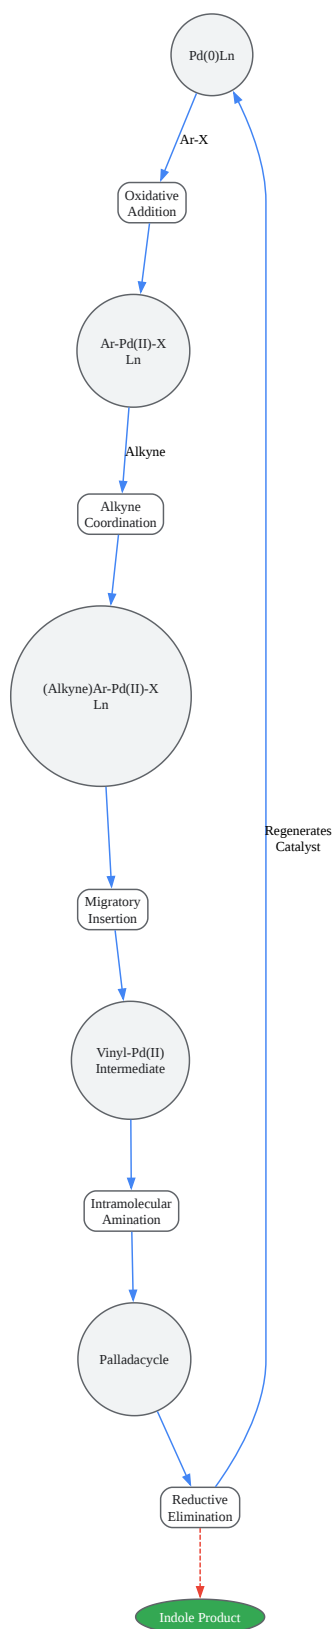 Pd(0)Ln
Ar-X
Oxidative
Addition
Ar-Pd(II)-X
Ln
Alkyne
Alkyne
Coordination
(Alkyne)Ar-Pd(II)-X
Ln
Regenerates
Catalyst
Migratory
Insertion
Vinyl-Pd(II)
Intermediate
Intramolecular
Amination
Palladacycle
Reductive
Elimination
Indole Product